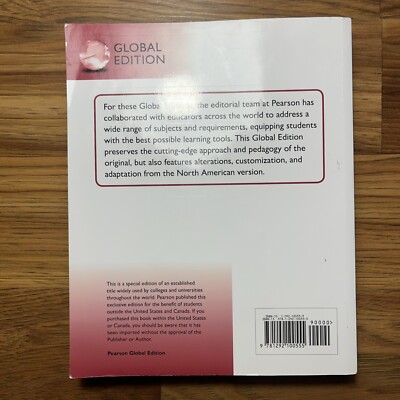 GLOBAL
EDITION
For these Global the editorial team at Pearson has
collaborated with educators across the world to address a
wide range of subjects and requirements, equipping students
with the best possible learning tools. This Global Edition
preserves the cutting-edge approach and pedagogy of the
original, but also features alterations, customization, and
adaptation from the North American version.
This is a special edition of an established
title widely used by colleges and universities
throughout the world. Pearson published this
exclusive edition for the benefit of students
outside the United States and Canada. If you
purchased this book within the United States
or Canada, you should be aware that it has
been imported without the approval of the
Publisher or Author.
Pearson Global Edition
90000
9 781292 100555